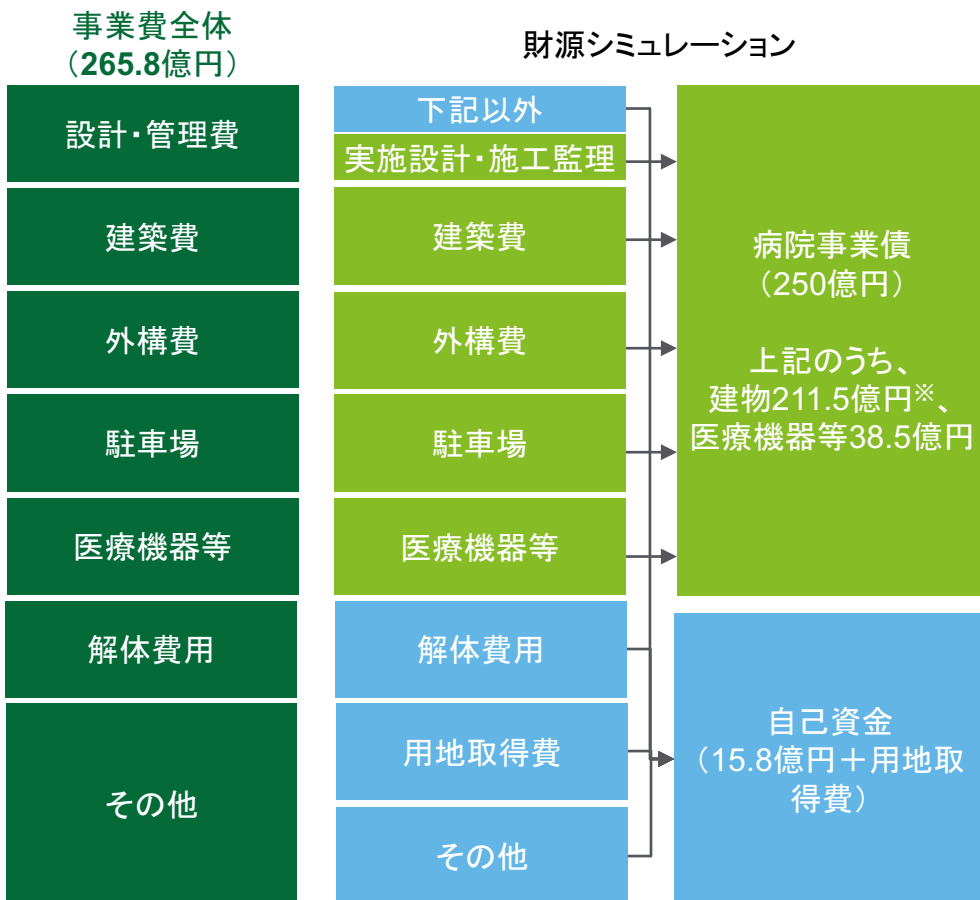 事業費全体
（265.8億円）
財源シミュレーション
設計・管理費
建築費
外構費
駐車場
医療機器等
解体費用
その他
下記以外
実施設計・施工監理
建築費
外構費
駐車場
医療機器等
解体費用
用地取得費
その他
病院事業債
（250億円）
上記のうち、
建物211.5億円※、
医療機器等38.5億円
自己資金
（15.8億円＋用地取
得費）